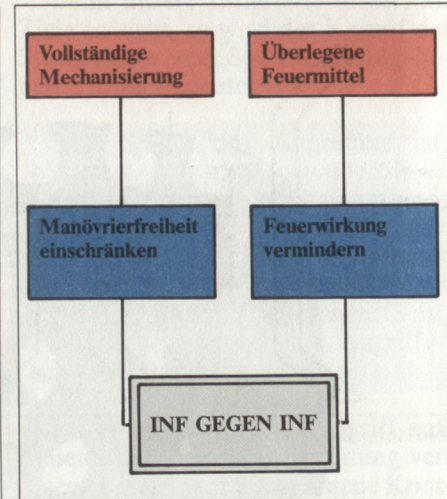 Vollständige
Mechanisierung
Überlegene
Feuermittel
Manövrierfreiheit
einschränken
Feuerwirkung
vermindern
INF GEGEN INF